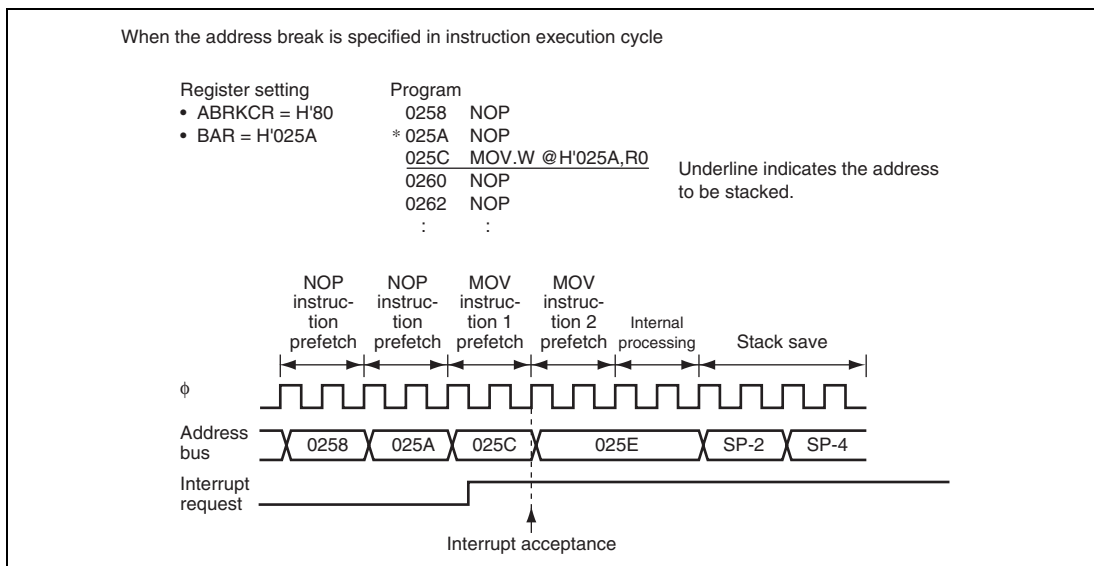 When the address break is specified in instruction execution cycle
Register setting
• ABRKCR = H'80
• BAR = H'025A
Program
0258 NOP
* 025A NOP
025C MOV.W @H'025A,R0
0260 NOP
0262 NOP
: :
Underline indicates the address
to be stacked.
NOP
instruc-
tion
prefetch
NOP
instruc-
tion
prefetch
MOV
instruc-
tion 1
prefetch
MOV
instruc-
tion 2
prefetch
Internal
processing
Stack save
φ
Address
bus
0258
025A
025C
025E
SP-2
SP-4
Interrupt
request
Interrupt acceptance